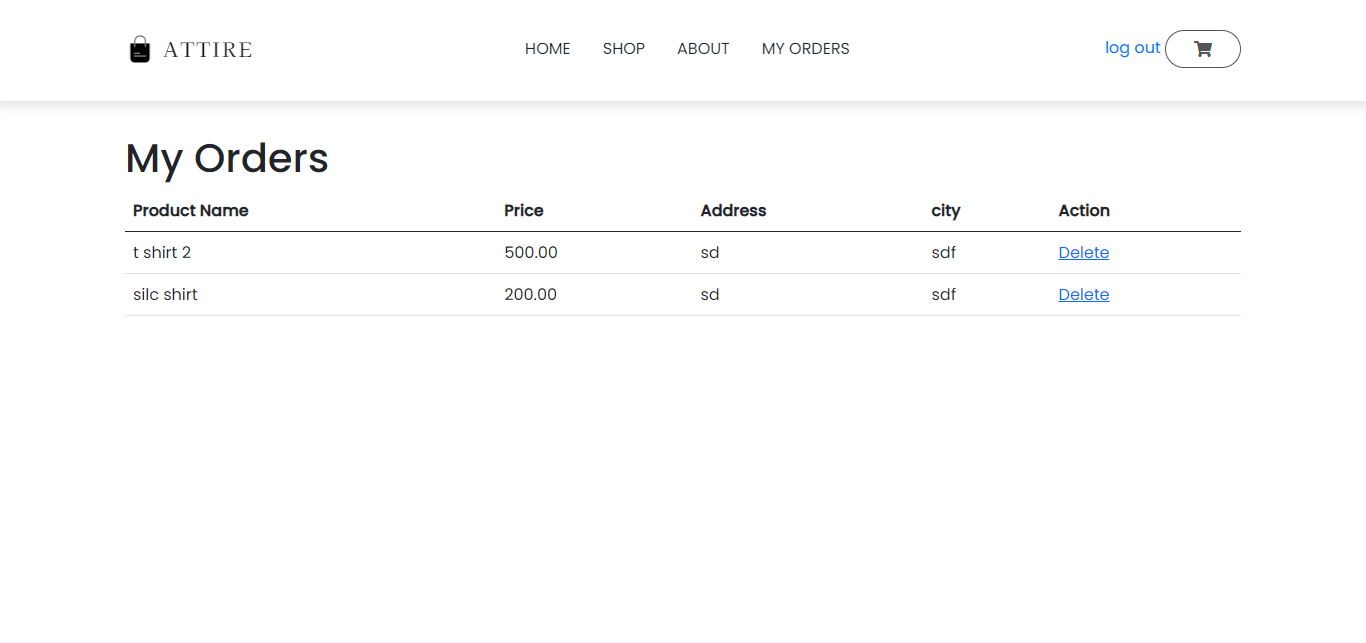 ATTIRE HOME SHOP ABOUT MY ORDERS log out
My Orders
Product Name Price Address city Action
t shirt 2 500.00 sd sdf Delete
silc shirt 200.00 sd sdf Delete